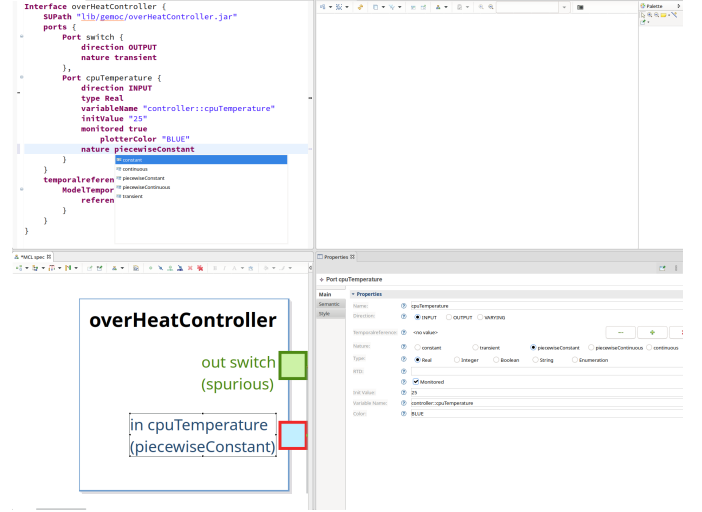 Interface overHeatController {
SUPath "lib/gemoc/overHeatController.jar"
ports {
Port switch {
direction OUTPUT
nature transient
},
Port cpuTemperature {
direction INPUT
type Real
variableName "controller::cpuTemperature"
initValue "25"
monitored true
plotterColor "BLUE"
nature piecewiseConstant
}
constant
continuous
piecewiseConstant
piecewiseContinuous
transient
}
temporalreferen
ModelTempor
referen
}
}
}
Palette
*MCL spec
overHeatController
out switch
(spurious)
in cpuTemperature
(piecewiseConstant)
Properties
Port cpuTemperature
Main
Semantic
Style
Properties
Name: cpuTemperature
Direction: INPUT OUTPUT VARYING
Temporalreference: <no value>
Nature: constant transient piecewiseConstant piecewiseContinuous continuous
Type: Real Integer Boolean String Enumeration
RTD:
Monitored
Init Value: 25
Variable Name: controller::cpuTemperature
Color: BLUE